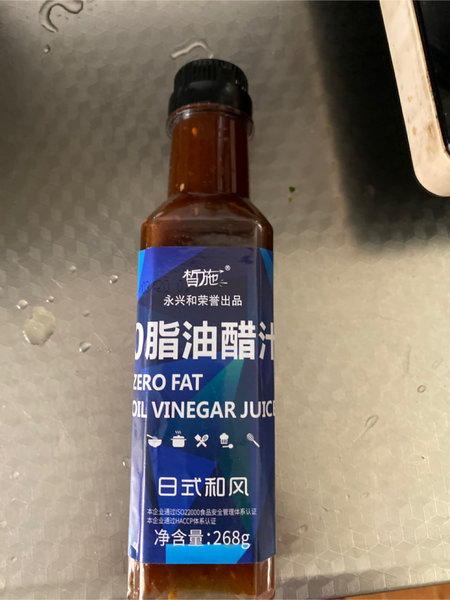 皙施®
永兴和荣誉出品
0脂油醋汁
ZERO FAT
OIL VINEGAR JUICE
日式和风
本企业通过ISO22000食品安全管理体系认证
本企业通过HACCP体系认证
净含量:268g